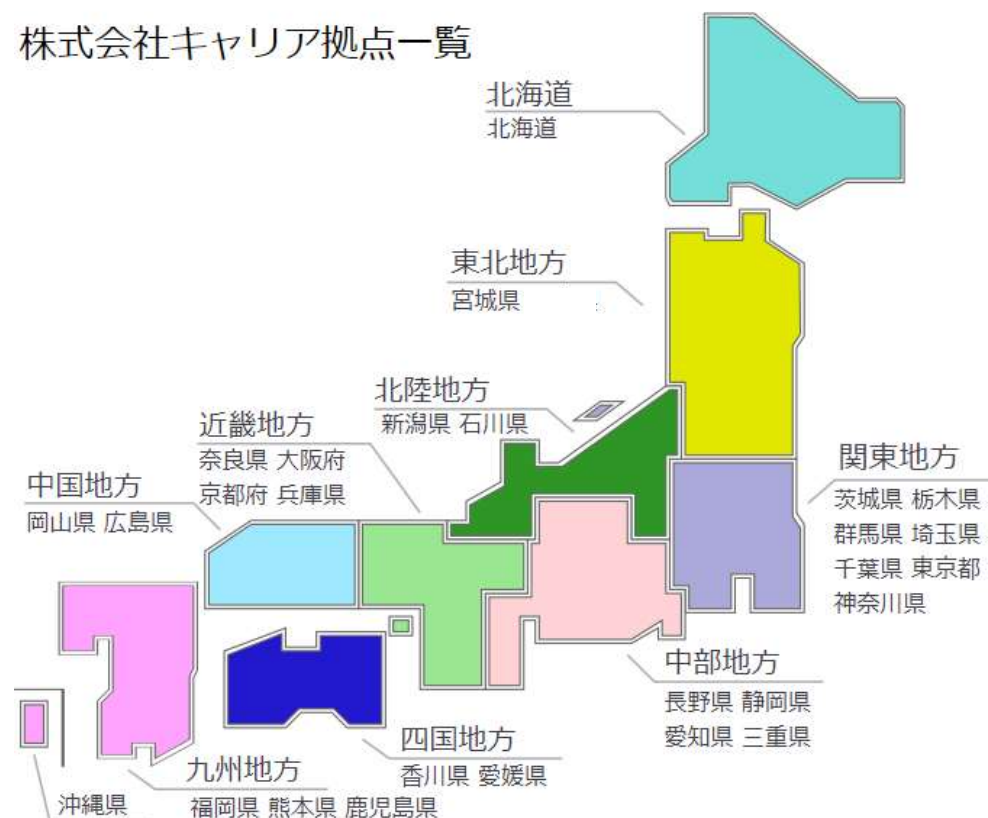 株式会社キャリア拠点一覧
北海道
北海道
東北地方
宮城県
北陸地方
新潟県 石川県
近畿地方
奈良県 大阪府
京都府 兵庫県
中国地方
岡山県 広島県
関東地方
茨城県 栃木県
群馬県 埼玉県
千葉県 東京都
神奈川県
中部地方
長野県 静岡県
愛知県 三重県
四国地方
香川県 愛媛県
九州地方
福岡県 熊本県 鹿児島県
沖縄県